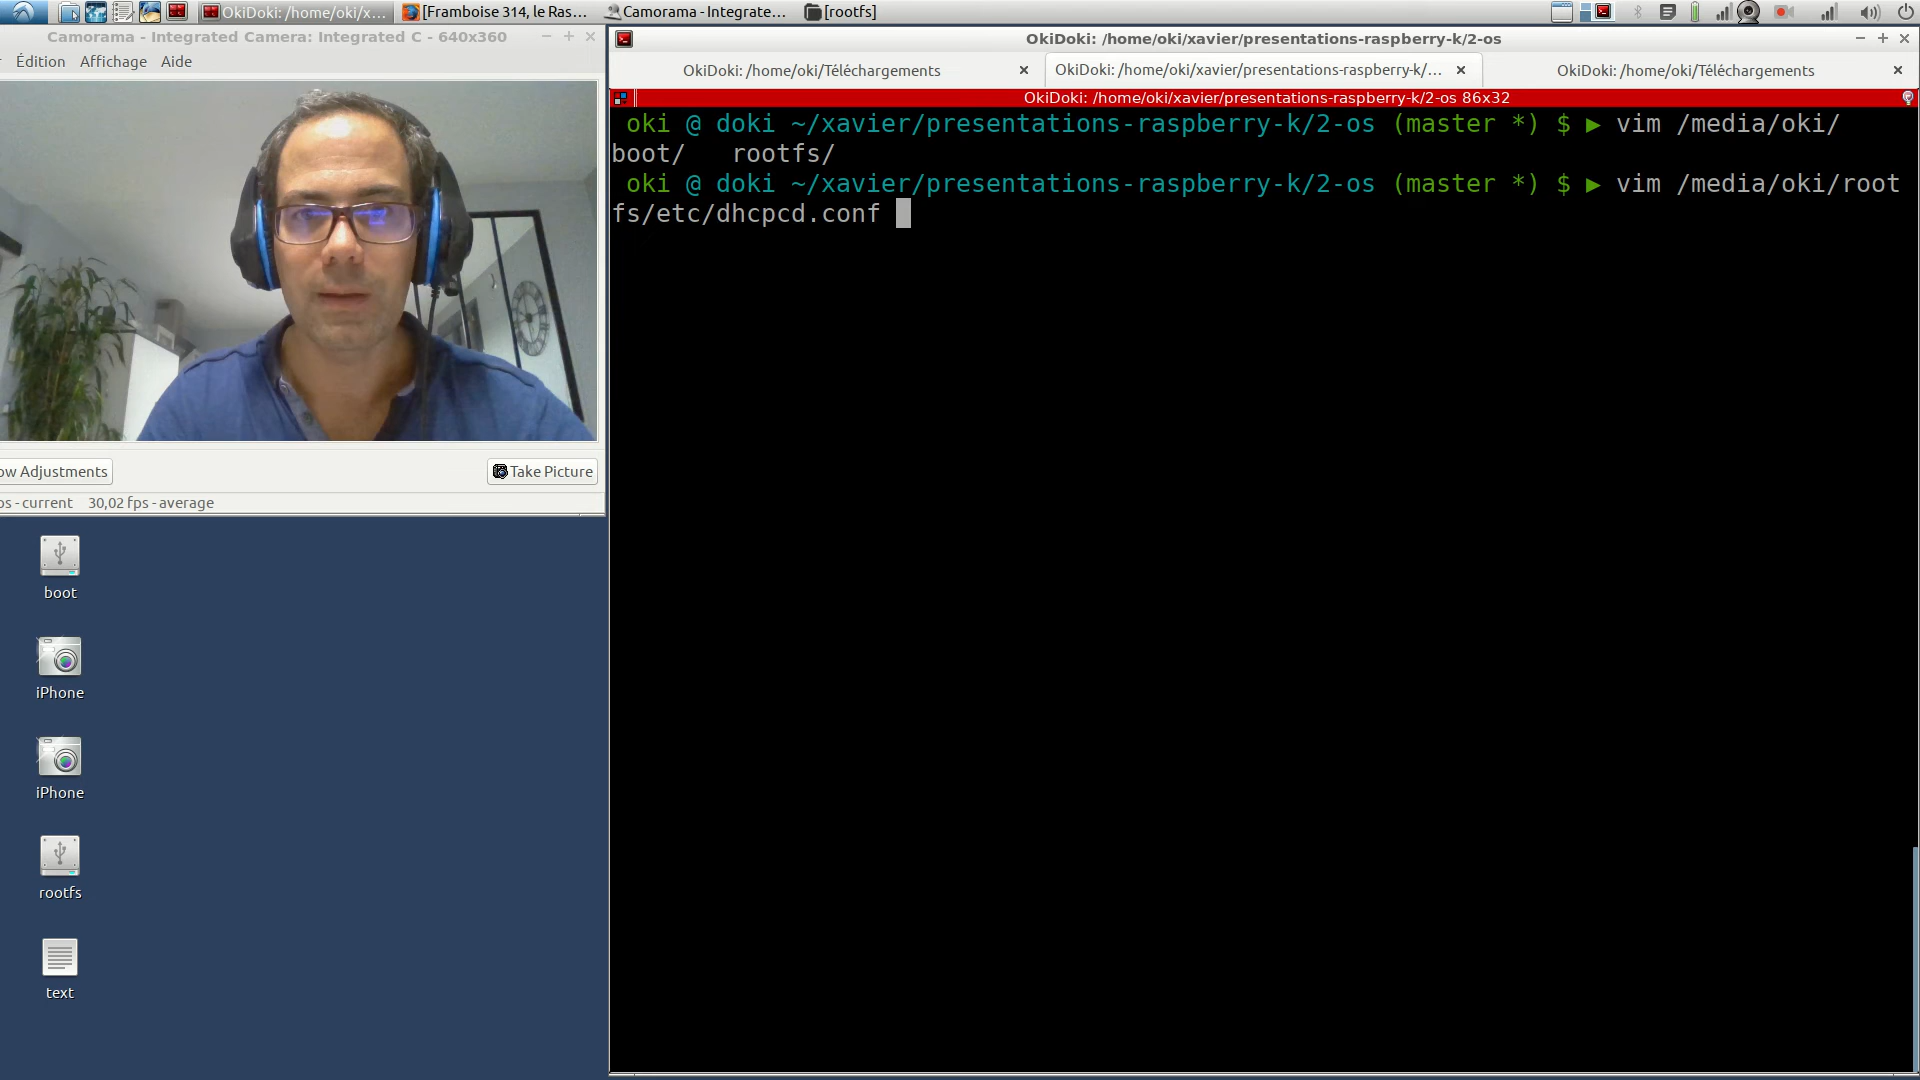 OkiDoki: /home/oki/x...
[Framboise 314, le Ras...
Camorama - Integrate...
[rootfs]
Camorama - Integrated Camera: Integrated C - 640x360
Édition Affichage Aide
ow Adjustments
Take Picture
ps - current 30,02 fps - average
boot
iPhone
iPhone
rootfs
text
OkiDoki: /home/oki/xavier/presentations-raspberry-k/2-os
OkiDoki: /home/oki/Téléchargements
OkiDoki: /home/oki/xavier/presentations-raspberry-k/...
OkiDoki: /home/oki/Téléchargements
OkiDoki: /home/oki/xavier/presentations-raspberry-k/2-os 86x32
oki @ doki ~/xavier/presentations-raspberry-k/2-os (master *) $ ▶ vim /media/oki/
boot/ rootfs/
oki @ doki ~/xavier/presentations-raspberry-k/2-os (master *) $ ▶ vim /media/oki/root
fs/etc/dhcpcd.conf